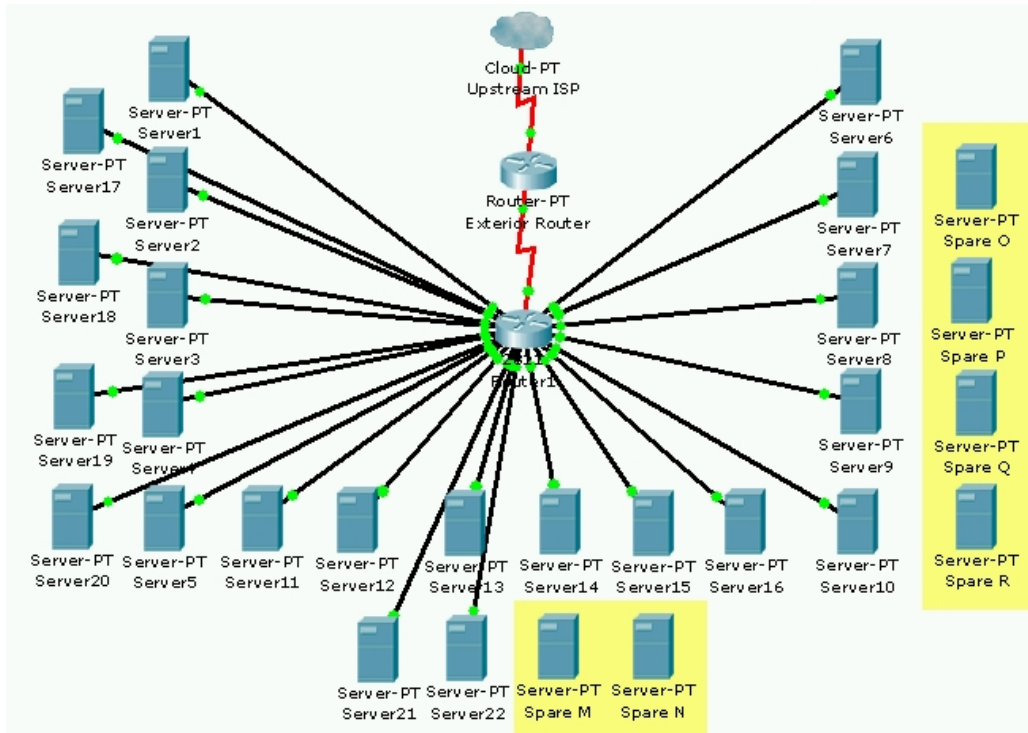 Cloud-PT
Upstream ISP
Server-PT
Server1
Server-PT
Server6
Server-PT
Server17
Router-PT
Exterior Router
Server-PT
Server2
Server-PT
Server7
Server-PT
Spare O
Server-PT
Server18
Server-PT
Server3
Server-PT
Server8
Server-PT
Spare P
Router1
Server-PT
Server19
Server-PT
Server-PT
Server9
Server-PT
Spare Q
Server-PT
Server20
Server-PT
Server5
Server-PT
Server11
Server-PT
Server12
Server-PT
Server13
Server-PT
Server14
Server-PT
Server15
Server-PT
Server16
Server-PT
Server10
Server-PT
Spare R
Server-PT
Server21
Server-PT
Server22
Server-PT
Spare M
Server-PT
Spare N